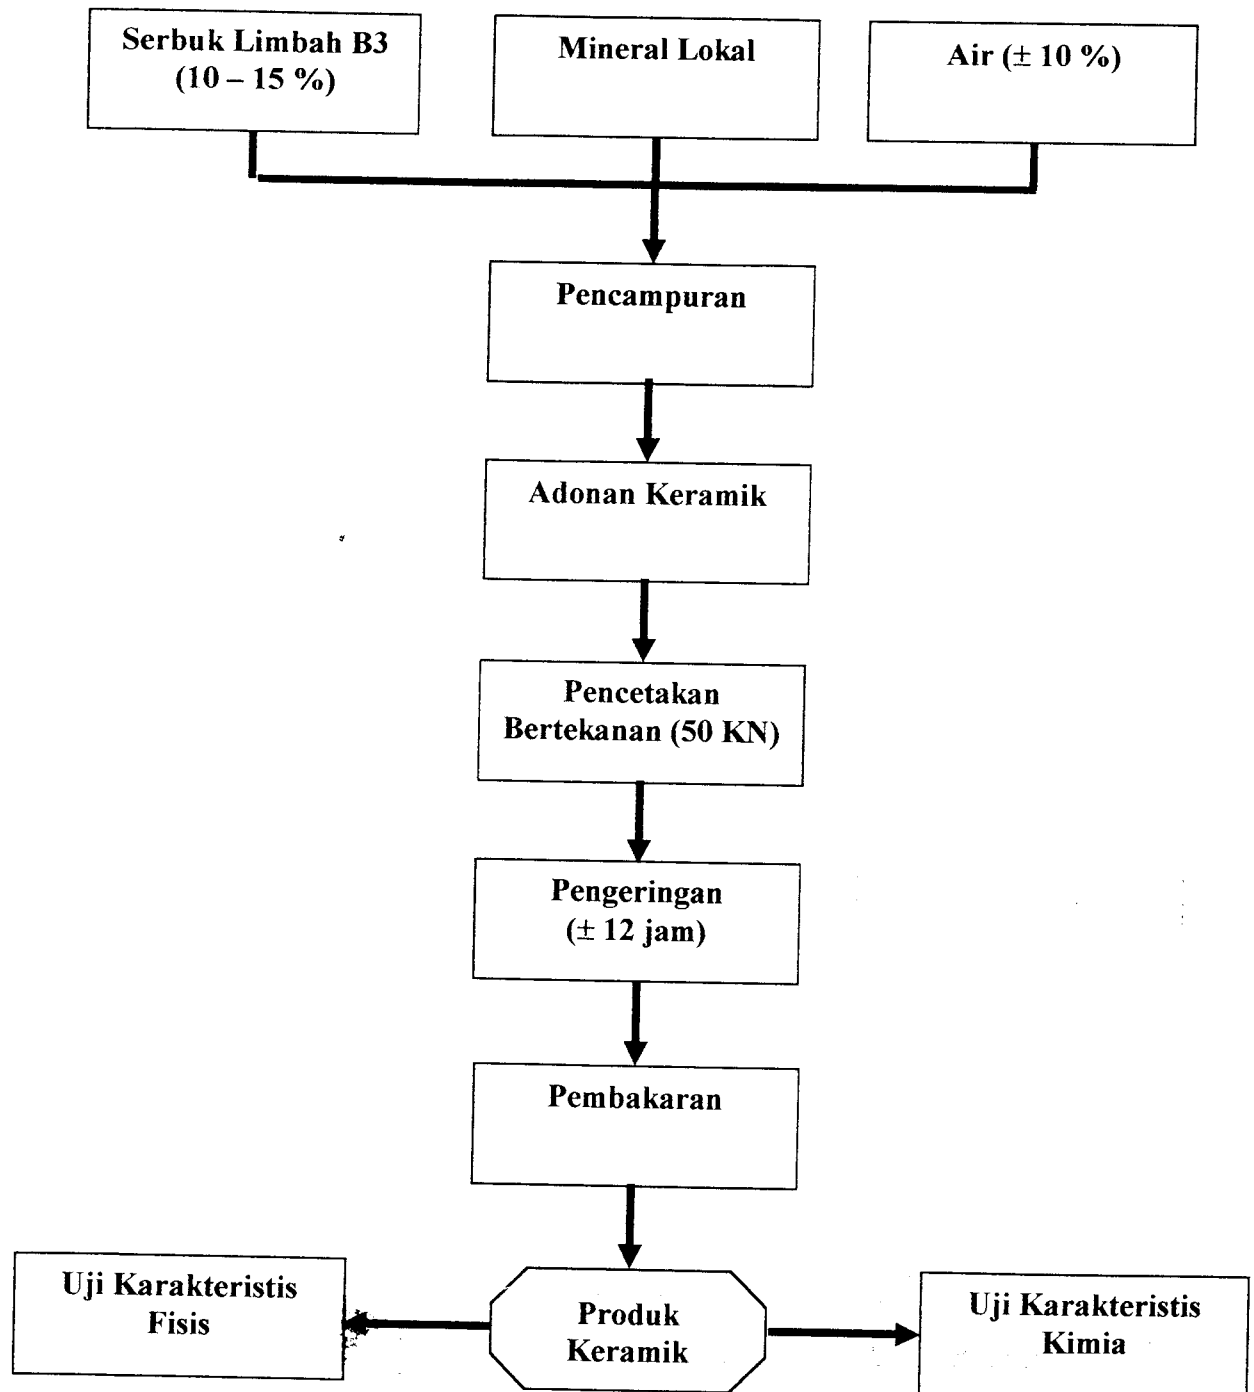 Serbuk Limbah B3
(10 – 15 %)
Mineral Lokal
Air (± 10 %)
Pencampuran
Adonan Keramik
Pencetakan
Bertekanan (50 KN)
Pengeringan
(± 12 jam)
Pembakaran
Uji Karakteristis
Fisis
Produk
Keramik
Uji Karakteristis
Kimia